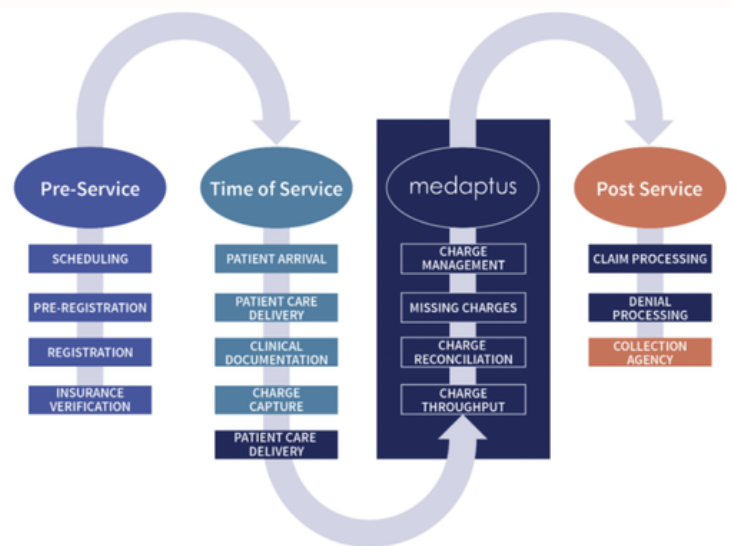 Pre-Service
SCHEDULING
PRE-REGISTRATION
REGISTRATION
INSURANCE
VERIFICATION
Time of Service
PATIENT ARRIVAL
PATIENT CARE
DELIVERY
CLINICAL
DOCUMENTATION
CHARGE
CAPTURE
PATIENT CARE
DELIVERY
medaptus
CHARGE
MANAGEMENT
MISSING CHARGES
CHARGE
RECONCILIATION
CHARGE
THROUGHPUT
Post Service
CLAIM PROCESSING
DENIAL
PROCESSING
COLLECTION
AGENCY